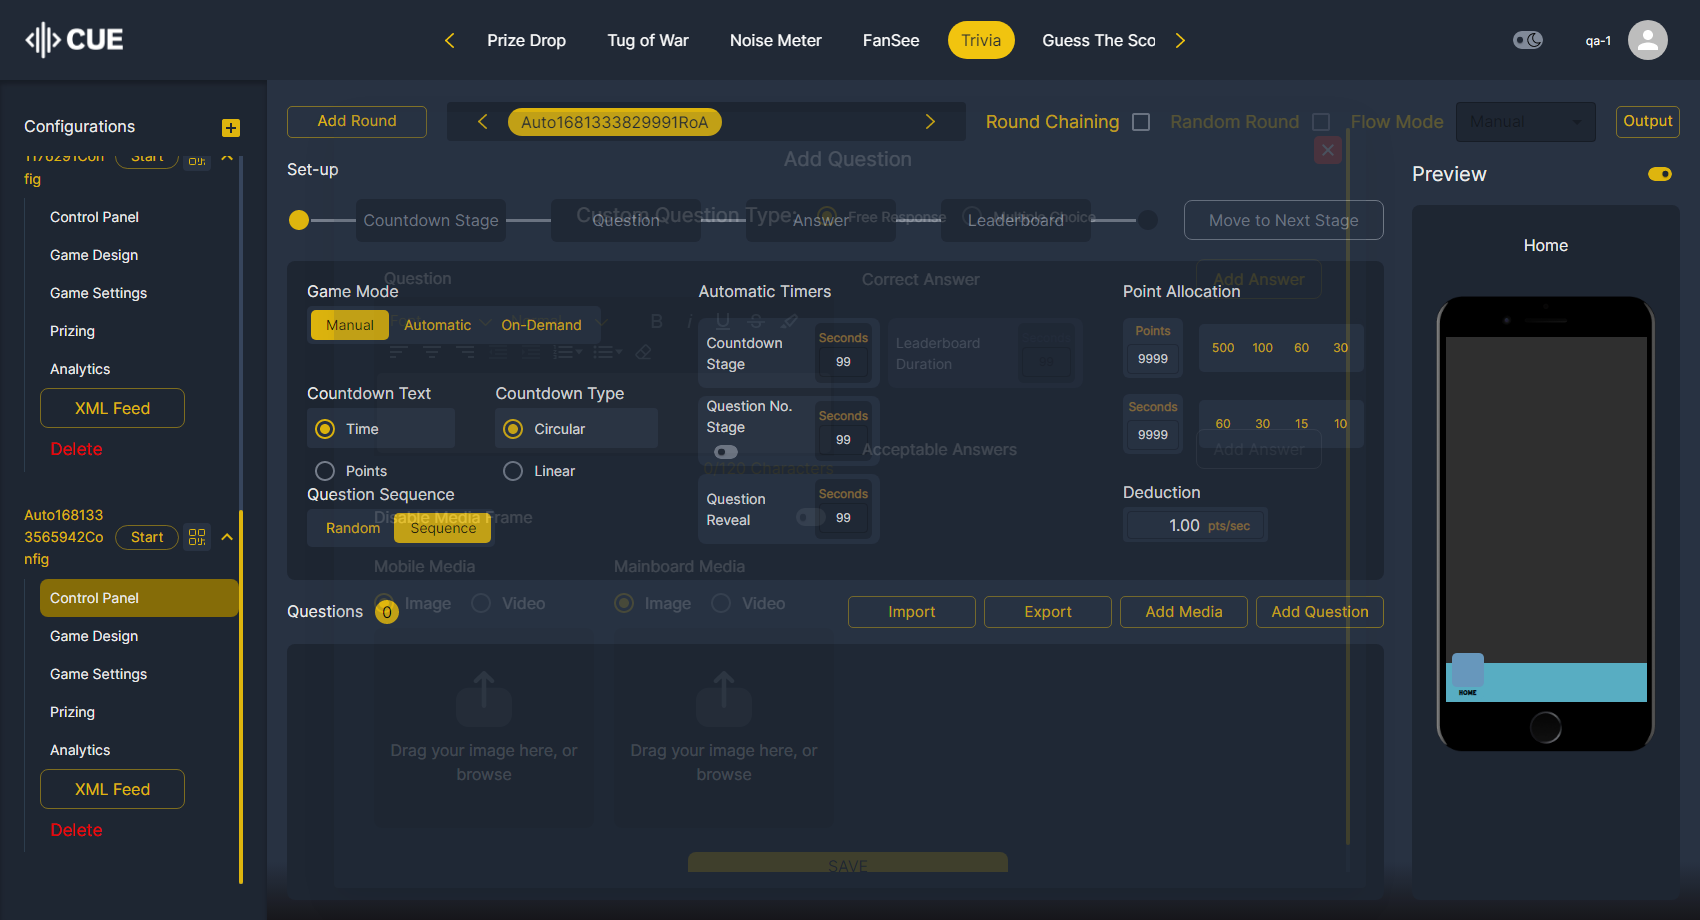 CUE
Prize Drop
Tug of War
Noise Meter
FanSee
Trivia
Guess The Sco
qa-1
Configurations
1176291Con
fig
Start
Control Panel
Game Design
Game Settings
Prizing
Analytics
XML Feed
Delete
Auto168133
3565942Co
nfig
Start
Control Panel
Game Design
Game Settings
Prizing
Analytics
XML Feed
Delete
Add Round
Auto1681333829991RoA
Round Chaining
Random Round
Flow Mode
Manual
Output
Add Question
Set-up
Countdown Stage
Question
Answer
Leaderboard
Move to Next Stage
Custom Question Type:
Free Response
Multiple Choice
Question
Correct Answer
Add Answer
Game Mode
Manual
Automatic
On-Demand
B
i
U
S
Countdown Text
Time
Points
Countdown Type
Circular
Linear
Question Sequence
Random
Sequence
Automatic Timers
Countdown
Stage
Seconds
99
Leaderboard
Duration
Question No.
Stage
Seconds
99
Question
Reveal
Seconds
99
0/120 Characters
Acceptable Answers
Add Answer
Point Allocation
Points
9999
500
100
60
30
Seconds
9999
60
30
15
10
Deduction
1.00 pts/sec
Disable Media Frame
Mobile Media
Image
Video
Mainboard Media
Image
Video
Questions
0
Import
Export
Add Media
Add Question
Drag your image here, or
browse
Drag your image here, or
browse
SAVE
Preview
Home
HOME